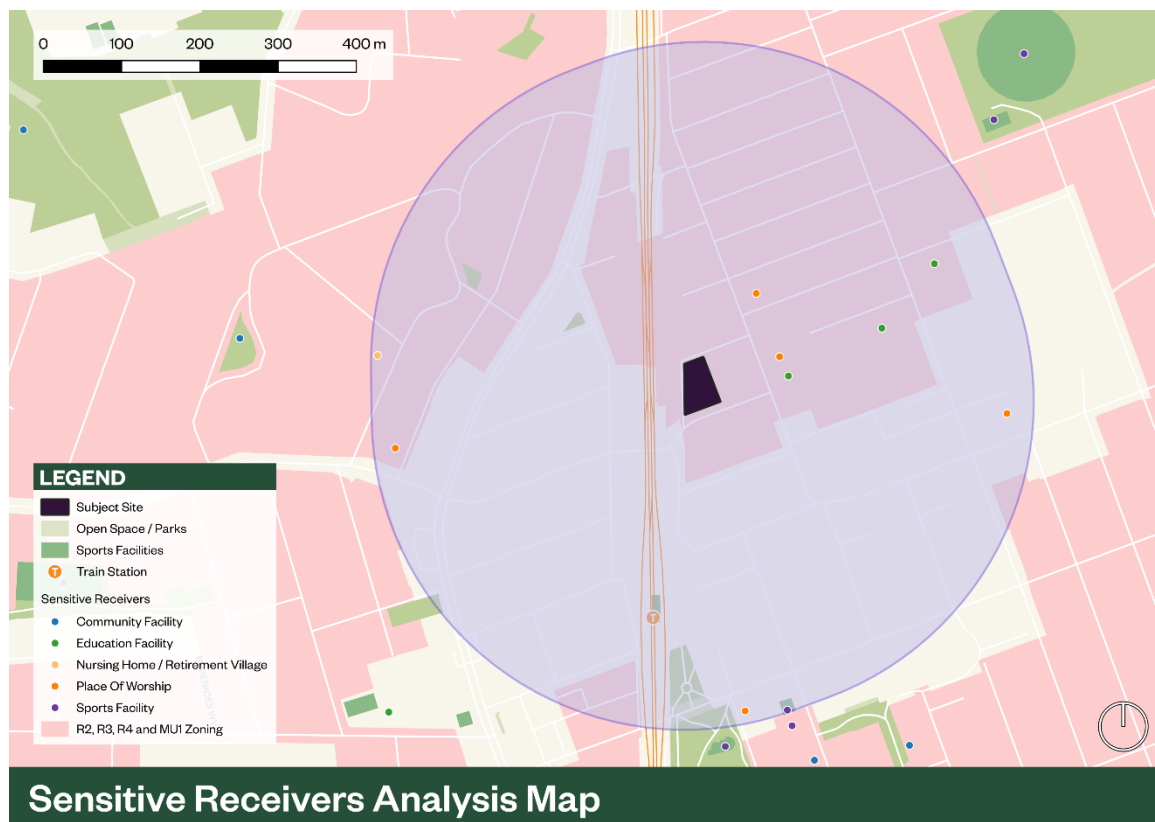 0 100 200 300 400 m
T
LEGEND
Subject Site
Open Space / Parks
Sports Facilities
T Train Station
Sensitive Receivers
Community Facility
Education Facility
Nursing Home / Retirement Village
Place Of Worship
Sports Facility
R2, R3, R4 and MU1 Zoning
Sensitive Receivers Analysis Map